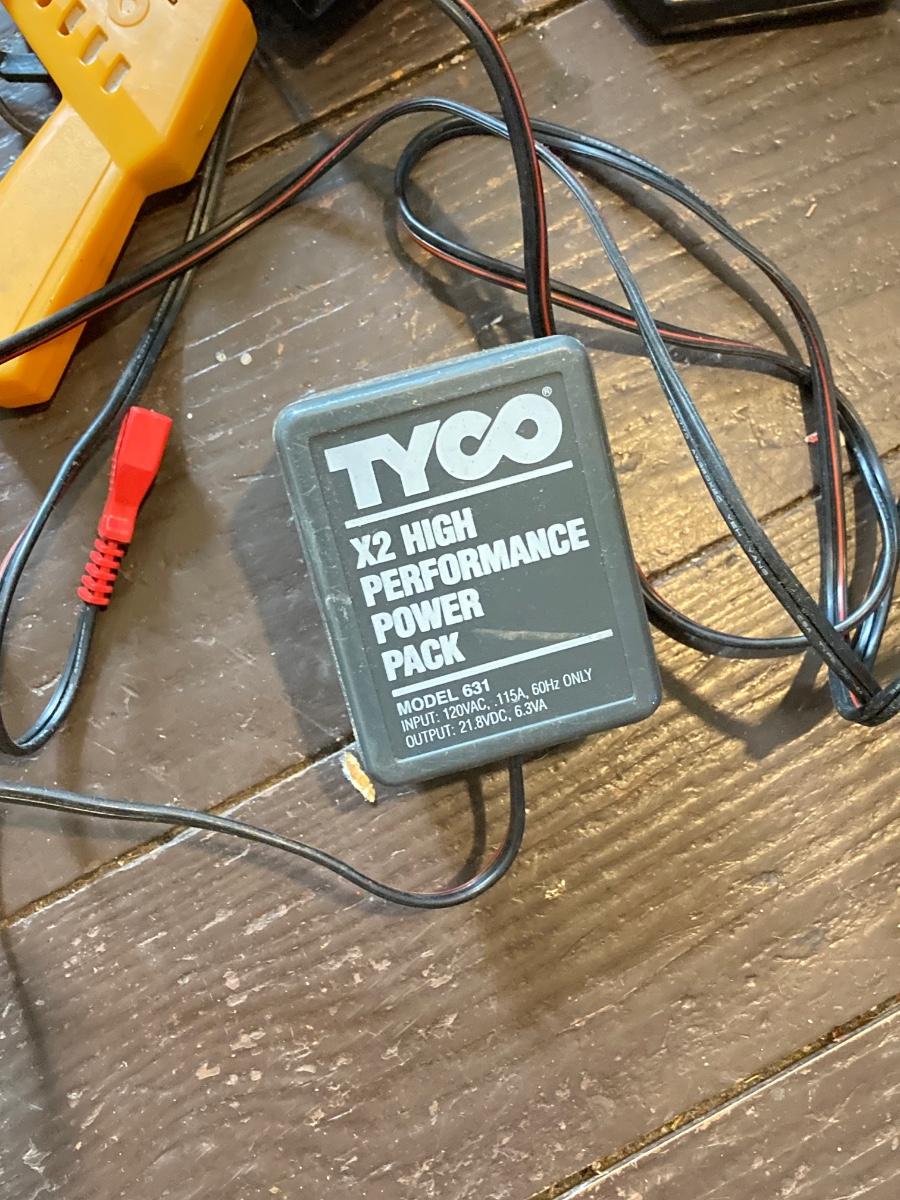 TYCO®
X2 HIGH
PERFORMANCE
POWER
PACK
MODEL 631
INPUT: 120VAC, .115A, 60Hz ONLY
OUTPUT: 21.8VDC, 6.3VA